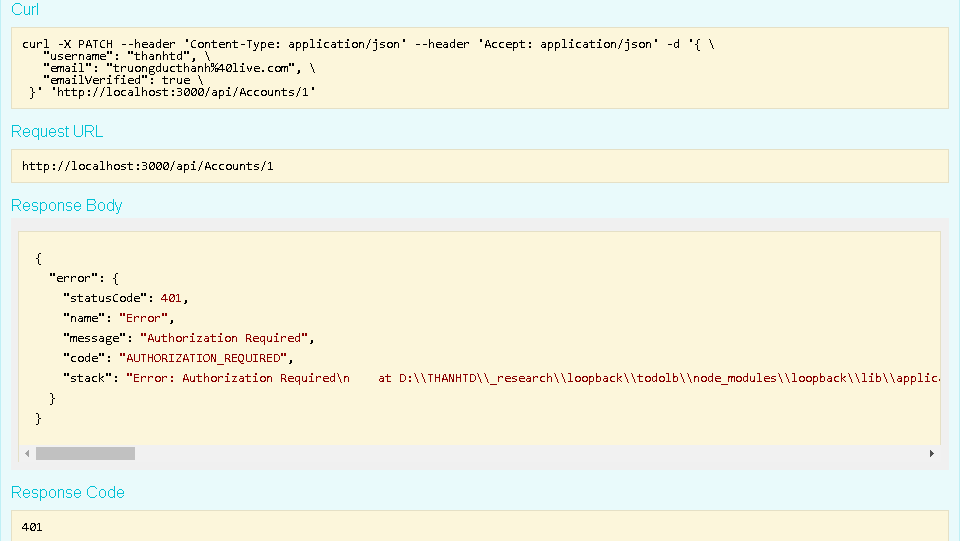 Curl
curl -X PATCH --header 'Content-Type: application/json' --header 'Accept: application/json' -d '{ \
"username": "thanhtd", \
"email": "truongducthanh%40live.com", \
"emailVerified": true \
}' 'http://localhost:3000/api/Accounts/1'
Request URL
http://localhost:3000/api/Accounts/1
Response Body
{
"error": {
"statusCode": 401,
"name": "Error",
"message": "Authorization Required",
"code": "AUTHORIZATION_REQUIRED",
"stack": "Error: Authorization Required\n    at D:\\THANHTD\\_research\\loopback\\todolb\\node_modules\\loopback\\lib\\applic
}
}
Response Code
401